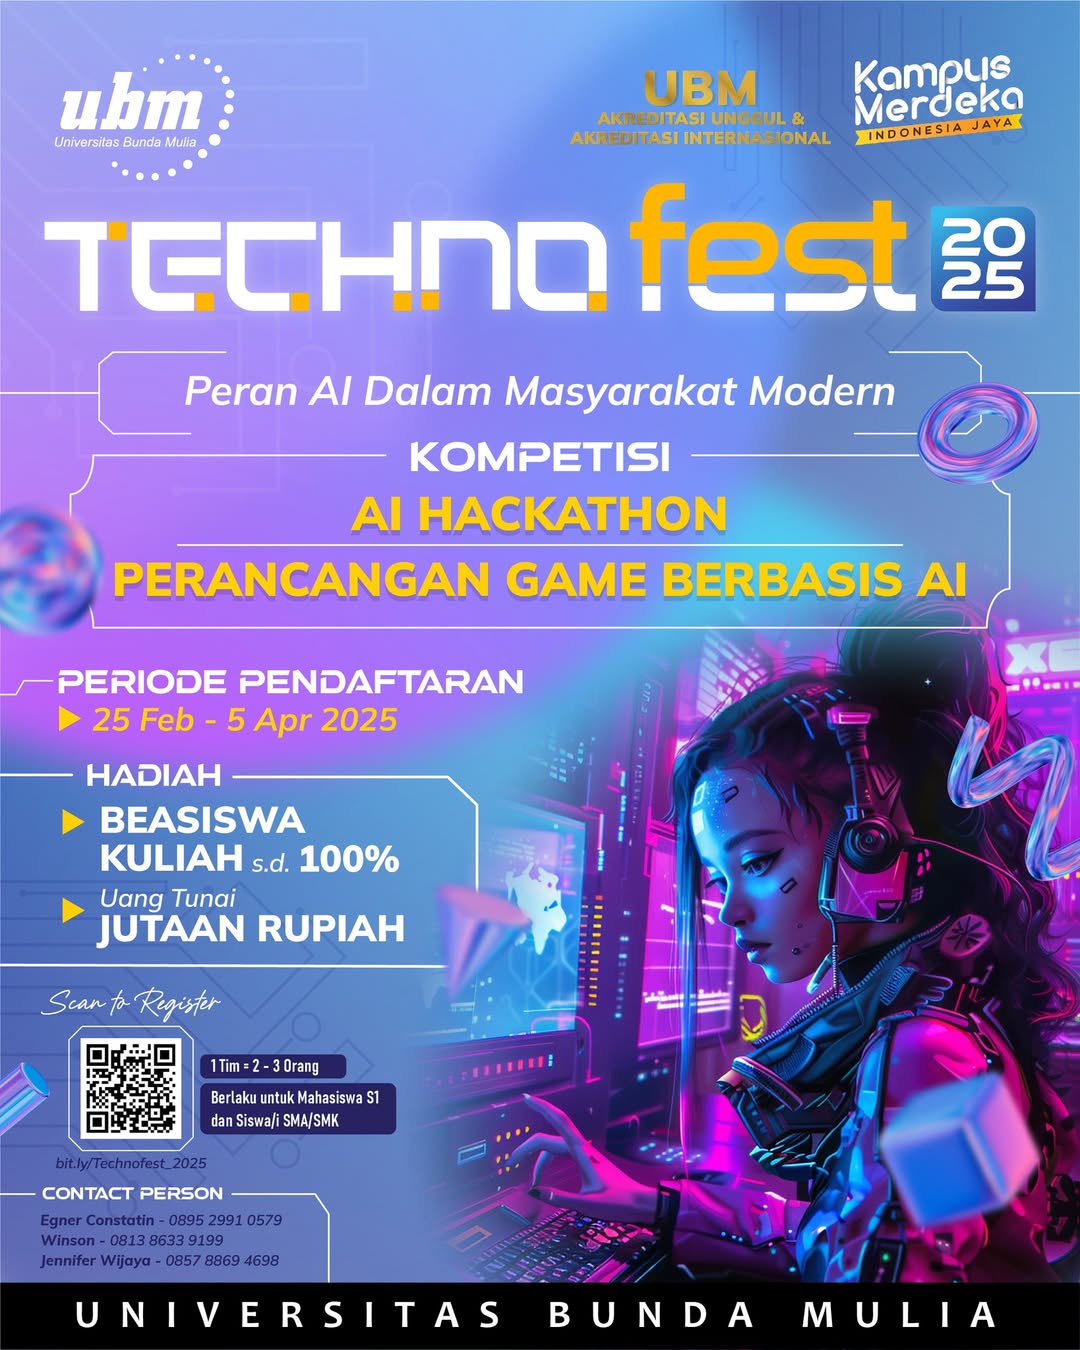 ubm
Universitas Bunda Mulia
UBM
AKREDITASI UNGGUL &
AKREDITASI INTERNASIONAL
Kampus
Merdeka
INDONESIA JAYA
TECHNO fest 2025
Peran AI Dalam Masyarakat Modern
KOMPETISI
AI HACKATHON
PERANCANGAN GAME BERBASIS AI
PERIODE PENDAFTARAN
25 Feb - 5 Apr 2025
HADIAH
BEASISWA
KULIAH s.d. 100%
Uang Tunai
JUTAAN RUPIAH
Scan to Register
1 Tim = 2 - 3 Orang
Berlaku untuk Mahasiswa S1
dan Siswa/i SMA/SMK
bit.ly/Technofest_2025
CONTACT PERSON
Egner Constatin - 0895 2991 0579
Winson - 0813 8633 9199
Jennifer Wijaya - 0857 8869 4698
UNIVERSITAS BUNDA MULIA